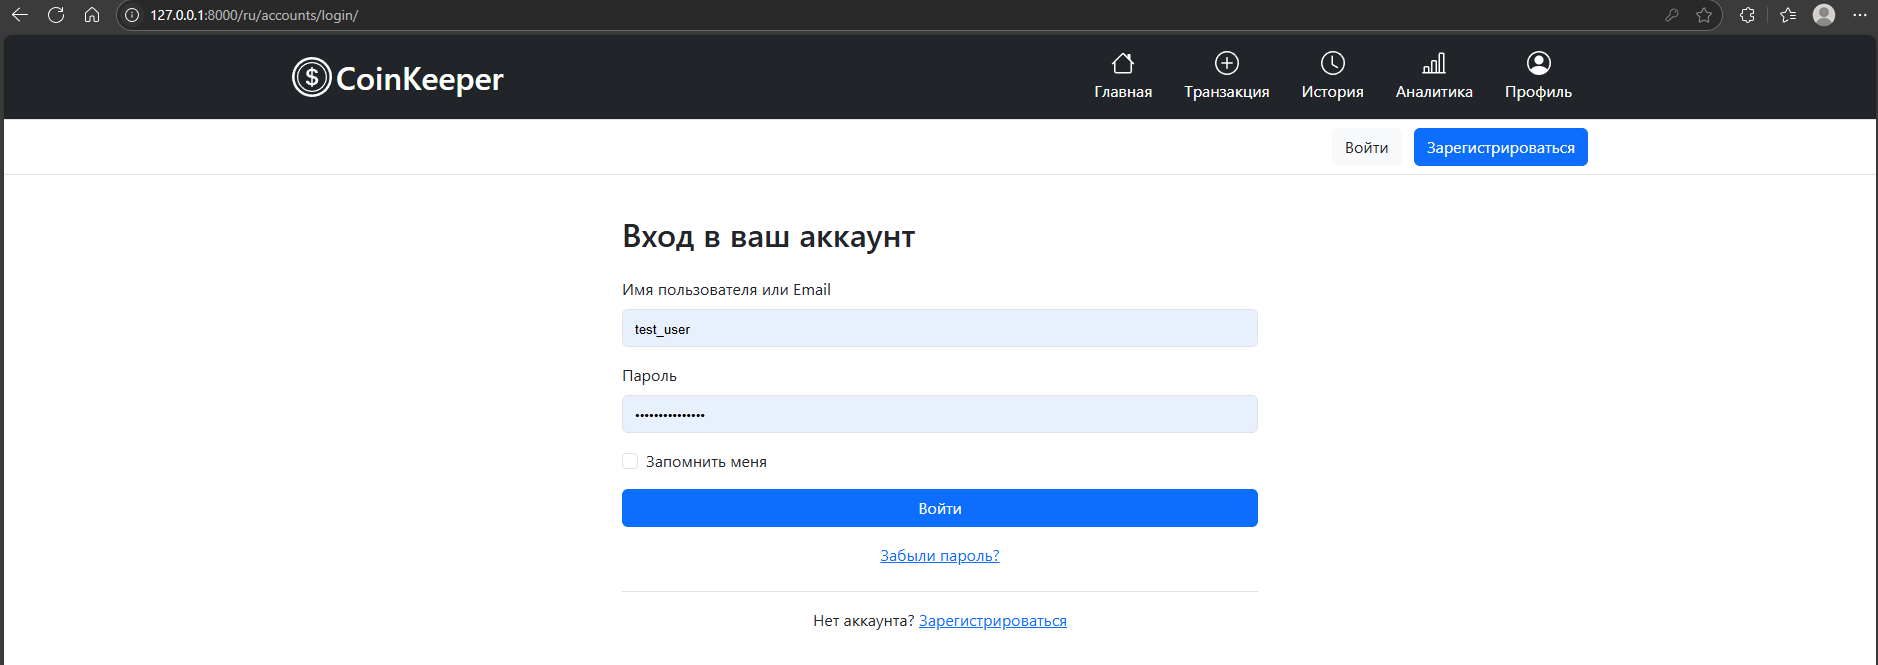 127.0.0.1:8000/ru/accounts/login/
$ CoinKeeper
Главная Транзакция История Аналитика Профиль
Войти Зарегистрироваться
Вход в ваш аккаунт
Имя пользователя или Email
test_user
Пароль
•••••••••••••••
Запомнить меня
Войти
Забыли пароль?
Нет аккаунта? Зарегистрироваться